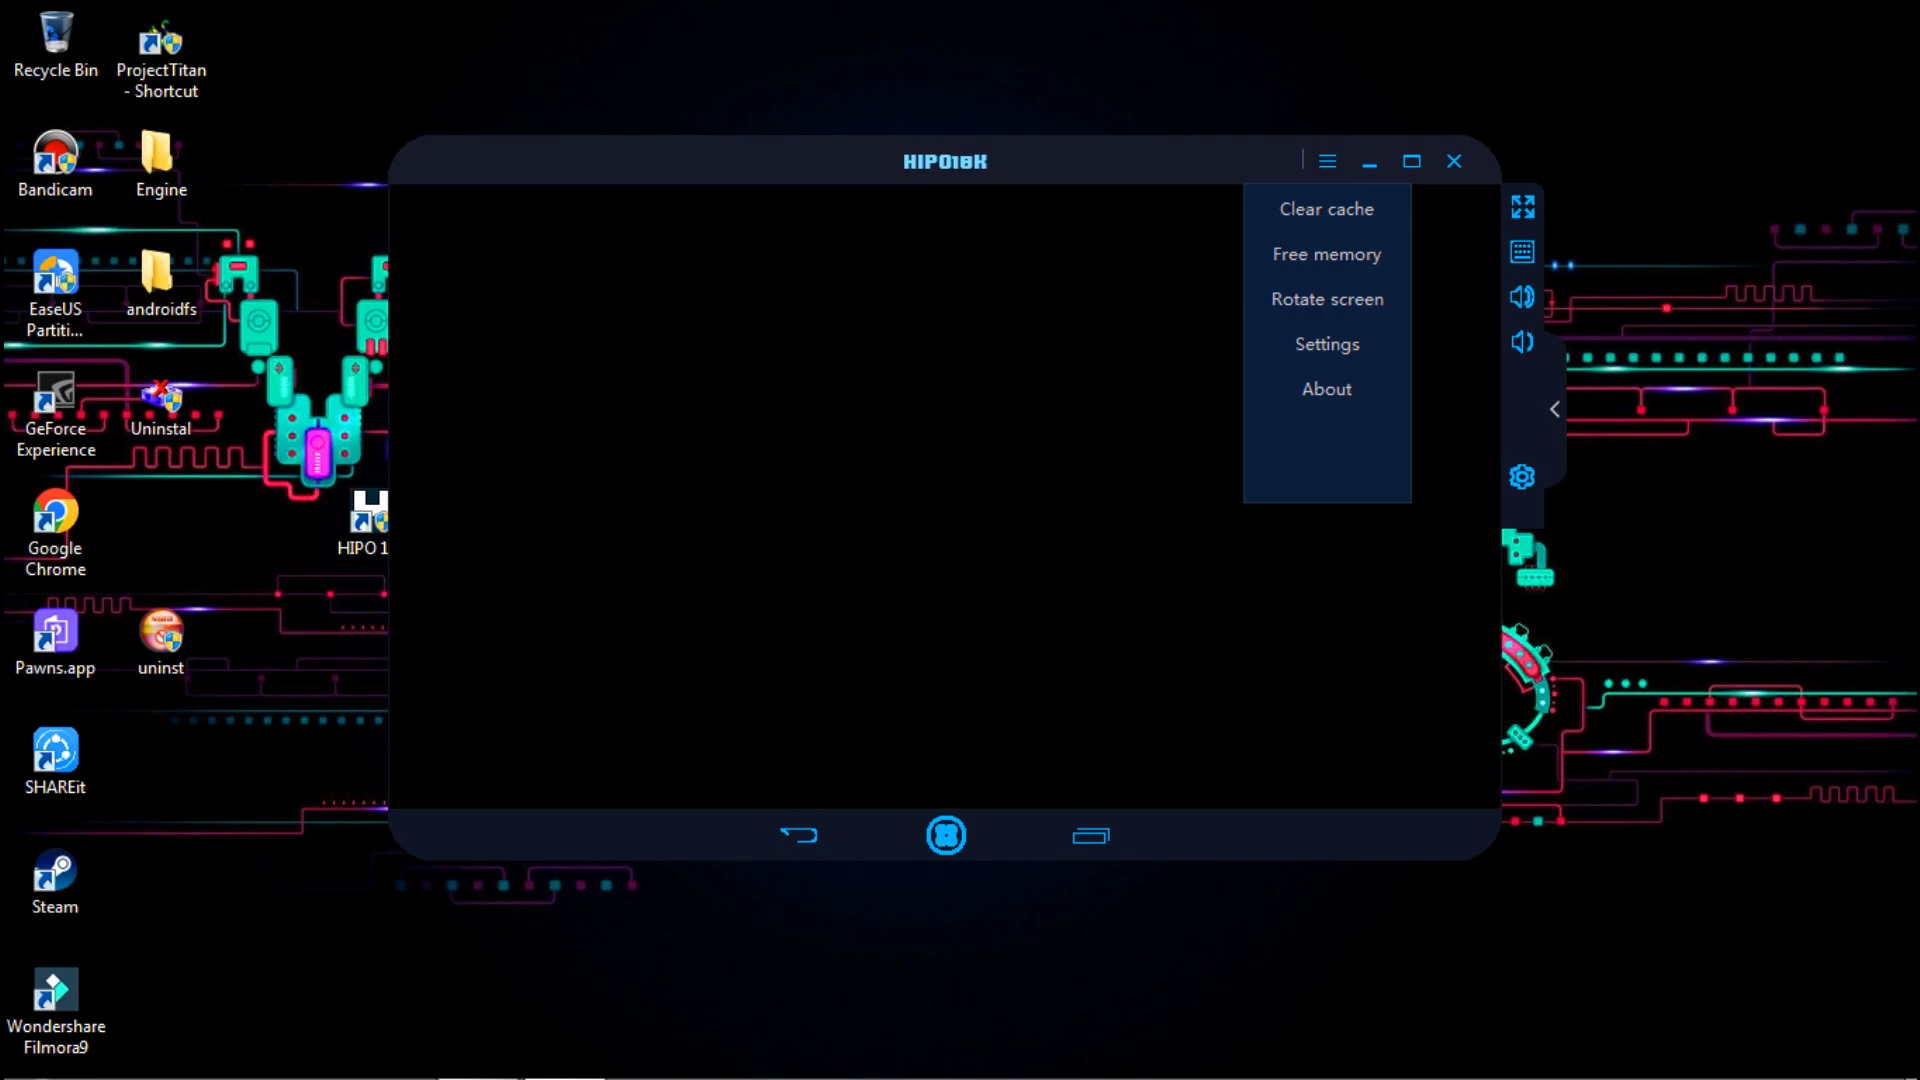 Recycle Bin
ProjectTitan
- Shortcut
Bandicam
Engine
EaseUS
Partiti...
androidfs
GeForce
Experience
Uninstal
Google
Chrome
HIPO 1
Pawns.app
uninst
SHAREit
Steam
Wondershare
Filmora9
HIPO18K
Clear cache
Free memory
Rotate screen
Settings
About